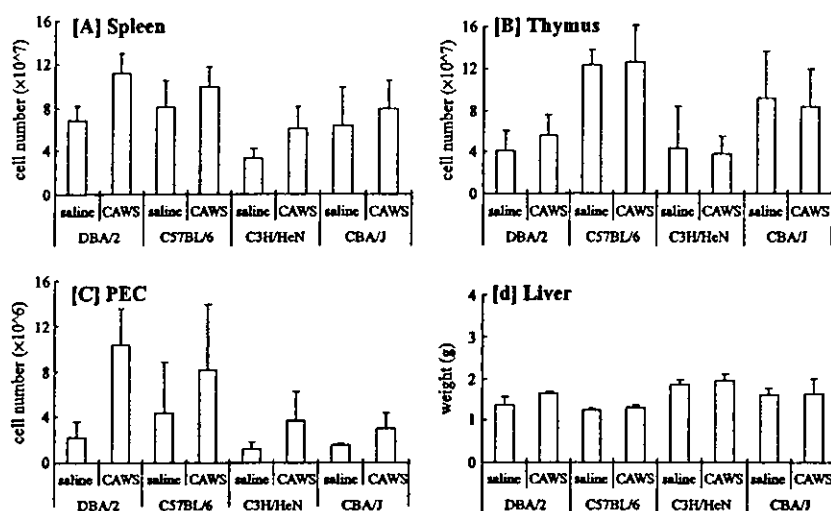 [A] Spleen
cell number (×10^7)
16
12
8
4
0
saline CAWS saline CAWS saline CAWS saline CAWS
DBA/2 C57BL/6 C3H/HeN CBA/J
[B] Thymus
cell number (×10^7)
16
12
8
4
0
saline CAWS saline CAWS saline CAWS saline CAWS
DBA/2 C57BL/6 C3H/HeN CBA/J
[C] PEC
cell number (×10^6)
16
12
8
4
0
saline CAWS saline CAWS saline CAWS saline CAWS
DBA/2 C57BL/6 C3H/HeN CBA/J
[d] Liver
weight (g)
4
3
2
1
0
saline CAWS saline CAWS saline CAWS saline CAWS
DBA/2 C57BL/6 C3H/HeN CBA/J